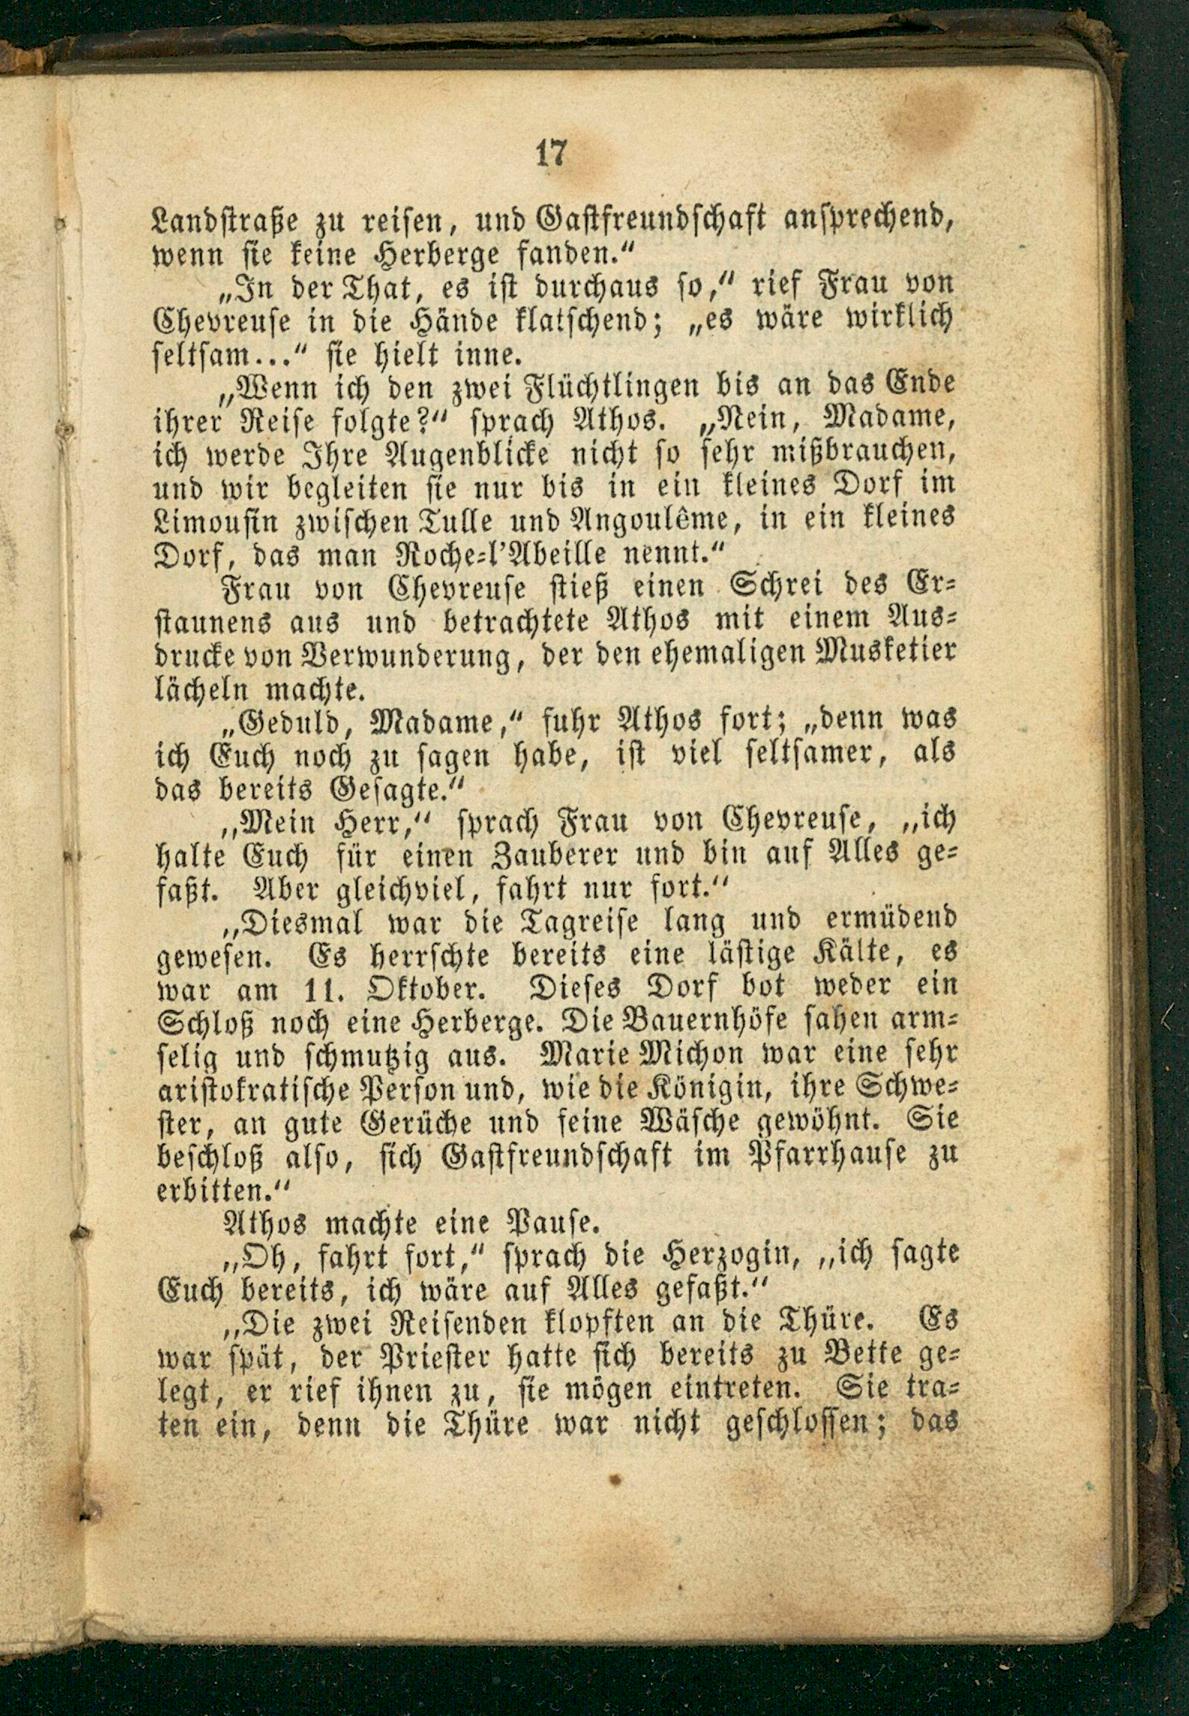 17
Landstraße zu reisen, und Gastfreundschaft ansprechend,
wenn sie keine Herberge fanden.“
„In der That, es ist durchaus so,“ rief Frau von
Chevreuse in die Hände klatschend; „es wäre wirklich
seltsam...“ sie hielt inne.
„Wenn ich den zwei Flüchtlingen bis an das Ende
ihrer Reise folgte?“ sprach Athos. „Nein, Madame,
ich werde Ihre Augenblicke nicht so sehr mißbrauchen,
und wir begleiten sie nur bis in ein kleines Dorf im
Limousin zwischen Tulle und Angoulême, in ein kleines
Dorf, das man Roche-l'Abeille nennt.“
Frau von Chevreuse stieß einen Schrei des Er-
staunens aus und betrachtete Athos mit einem Aus-
drucke von Verwunderung, der den ehemaligen Musketier
lächeln machte.
„Geduld, Madame,“ fuhr Athos fort; „denn was
ich Euch noch zu sagen habe, ist viel seltsamer, als
das bereits Gesagte.“
„Mein Herr,“ sprach Frau von Chevreuse, „ich
halte Euch für einen Zauberer und bin auf Alles ge-
faßt. Aber gleichviel, fahrt nur fort.“
„Diesmal war die Tagreise lang und ermüdend
gewesen. Es herrschte bereits eine lästige Kälte, es
war am 11. Oktober. Dieses Dorf bot weder ein
Schloß noch eine Herberge. Die Bauernhöfe sahen arm-
selig und schmutzig aus. Marie Michon war eine sehr
aristokratische Person und, wie die Königin, ihre Schwe-
ster, an gute Gerüche und feine Wäsche gewöhnt. Sie
beschloß also, sich Gastfreundschaft im Pfarrhause zu
erbitten.“
Athos machte eine Pause.
„Oh, fahrt fort,“ sprach die Herzogin, „ich sagte
Euch bereits, ich wäre auf Alles gefaßt.“
„Die zwei Reisenden klopften an die Thüre. Es
war spät, der Priester hatte sich bereits zu Bette ge-
legt, er rief ihnen zu, sie mögen eintreten. Sie tra-
ten ein, denn die Thüre war nicht geschlossen; das